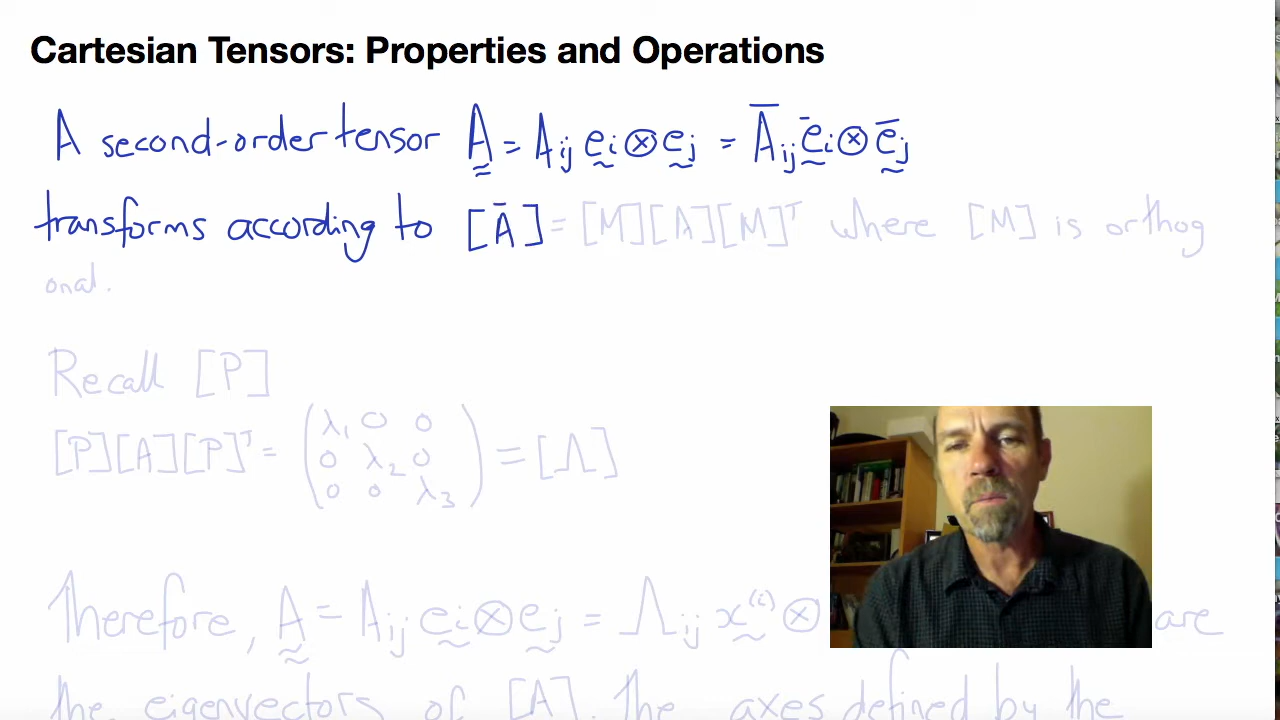 Cartesian Tensors: Properties and Operations
A second-order tensor A̰ = Aij ei ⊗ ej = Āij ēi ⊗ ēj
transforms according to [Ā] = [M][A][M]ᵀ where [M] is orthog
onal.
Recall [P]
[P][A][P]ᵀ = (λ₁ 0 0
0 λ₂ 0
0 0 λ₃) = [Λ]
Therefore, A = Aij ei ⊗ ej = Λij x⁽ⁱ⁾ ⊗ are
the eigenvectors of [A]. The axes defined by the